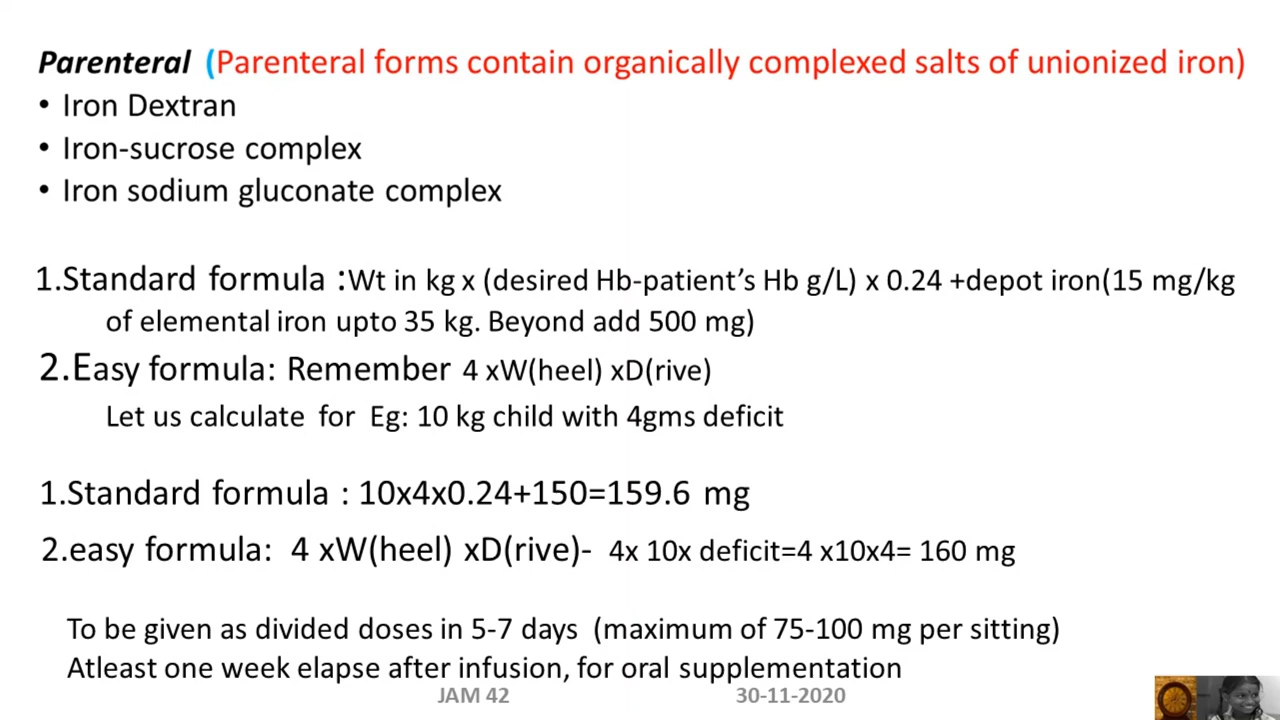 Parenteral (Parenteral forms contain organically complexed salts of unionized iron)
• Iron Dextran
• Iron-sucrose complex
• Iron sodium gluconate complex
1.Standard formula :Wt in kg x (desired Hb-patient’s Hb g/L) x 0.24 +depot iron(15 mg/kg
of elemental iron upto 35 kg. Beyond add 500 mg)
2.Easy formula: Remember 4 xW(heel) xD(rive)
Let us calculate for Eg: 10 kg child with 4gms deficit
1.Standard formula : 10x4x0.24+150=159.6 mg
2.easy formula: 4 xW(heel) xD(rive)- 4x 10x deficit=4 x10x4= 160 mg
To be given as divided doses in 5-7 days (maximum of 75-100 mg per sitting)
Atleast one week elapse after infusion, for oral supplementation
JAM 42 30-11-2020